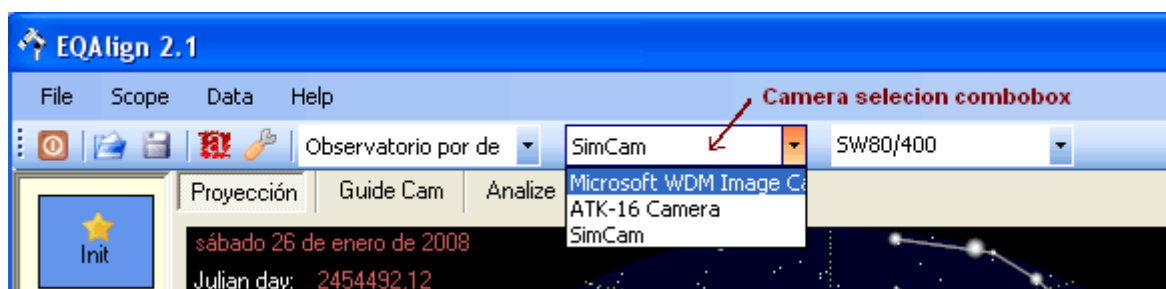 EQAlign 2.1
File Scope Data Help
Camera selecion combobox
Observatorio por de SimCam SW80/400
Proyección Guide Cam Analize
Microsoft WDM Image Ca
ATK-16 Camera
SimCam
Init
sábado 26 de enero de 2008
Julian day: 2454492.12